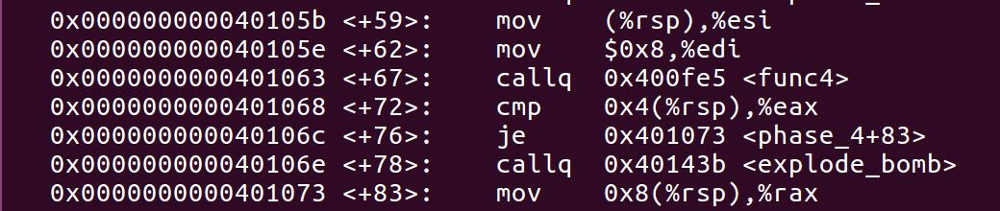 0x000000000040105b <+59>:    mov    (%rsp),%esi
0x000000000040105e <+62>:    mov    $0x8,%edi
0x0000000000401063 <+67>:    callq  0x400fe5 <func4>
0x0000000000401068 <+72>:    cmp    0x4(%rsp),%eax
0x000000000040106c <+76>:    je     0x401073 <phase_4+83>
0x000000000040106e <+78>:    callq  0x40143b <explode_bomb>
0x0000000000401073 <+83>:    mov    0x8(%rsp),%rax